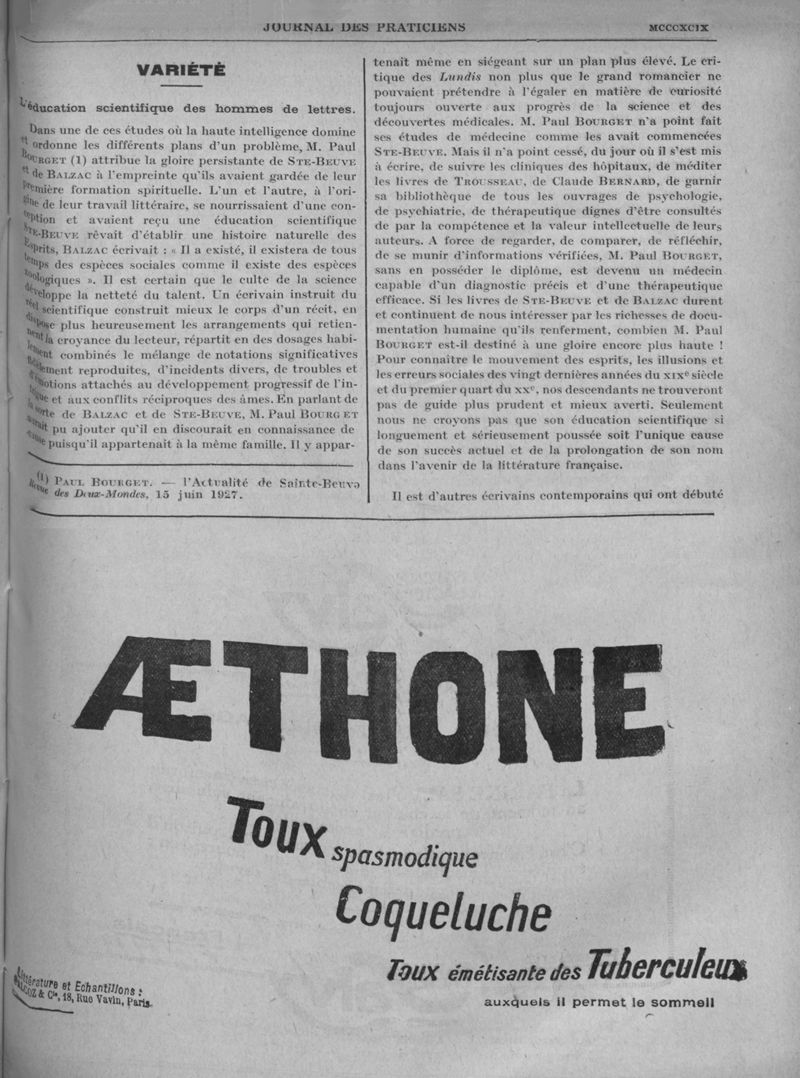 JOURNAL DES PRATICIENS
MCCCXCIX
VARIÉTÉ
L'éducation scientifique des hommes de lettres.
Dans une de ces études où la haute intelligence domine
et ordonne les différents plans d'un problème, M. Paul
BOURGET (1) attribue la gloire persistante de STE-BEUVE
et de BALZAC à l'empreinte qu'ils avaient gardée de leur
première formation spirituelle. L'un et l'autre, à l'ori-
gine de leur travail littéraire, se nourrissaient d'une con-
ception et avaient reçu une éducation scientifique
STE-BEUVE rêvait d'établir une histoire naturelle des
esprits, BALZAC écrivait : « Il a existé, il existera de tous
temps des espèces sociales comme il existe des espèces
zoologiques ». Il est certain que le culte de la science
développe la netteté du talent. Un écrivain instruit du
réel scientifique construit mieux le corps d'un récit, en
dispose plus heureusement les arrangements qui retien-
nent la croyance du lecteur, répartit en des dosages habi-
lement combinés le mélange de notations significatives
fidèlement reproduites, d'incidents divers, de troubles et
émotions attachés au développement progressif de l'in-
trigue et aux conflits réciproques des âmes. En parlant de
la sorte de BALZAC et de STE-BEUVE, M. Paul BOURGET
aurait pu ajouter qu'il en discourait en connaissance de
cause puisqu'il appartenait à la même famille. Il y appar-
(1) PAUL BOURGET. — l'Actualité de Sainte-Beuve
Revue des Deux-Mondes, 15 juin 1927.
tenait même en siégeant sur un plan plus élevé. Le cri-
tique des Lundis non plus que le grand romancier ne
pouvaient prétendre à l'égaler en matière de curiosité
toujours ouverte aux progrès de la science et des
découvertes médicales. M. Paul BOURGET n'a point fait
ses études de médecine comme les avait commencées
STE-BEUVE. Mais il n'a point cessé, du jour où il s'est mis
à écrire, de suivre les cliniques des hôpitaux, de méditer
les livres de TROUSSEAU, de Claude BERNARD, de garnir
sa bibliothèque de tous les ouvrages de psychologie,
de psychiatrie, de thérapeutique dignes d'être consultés
de par la compétence et la valeur intellectuelle de leurs
auteurs. A force de regarder, de comparer, de réfléchir,
de se munir d'informations vérifiées, M. Paul BOURGET,
sans en posséder le diplôme, est devenu un médecin
capable d'un diagnostic précis et d'une thérapeutique
efficace. Si les livres de STE-BEUVE et de BALZAC durent
et continuent de nous intéresser par les richesses de docu-
mentation humaine qu'ils renferment, combien M. Paul
BOURGET est-il destiné à une gloire encore plus haute !
Pour connaître le mouvement des esprits, les illusions et
les erreurs sociales des vingt dernières années du XIXe siècle
et du premier quart du XXe, nos descendants ne trouveront
pas de guide plus prudent et mieux averti. Seulement
nous ne croyons pas que son éducation scientifique si
longuement et sérieusement poussée soit l'unique cause
de son succès actuel et de la prolongation de son nom
dans l'avenir de la littérature française.
Il est d'autres écrivains contemporains qui ont débuté
ÆTHONE
Toux spasmodique
Coqueluche
Toux émétisante des Tuberculeux
auxquels il permet le sommeil
Littérature et Echantillons :
& Cie, 18, Rue Vavin, Paris.